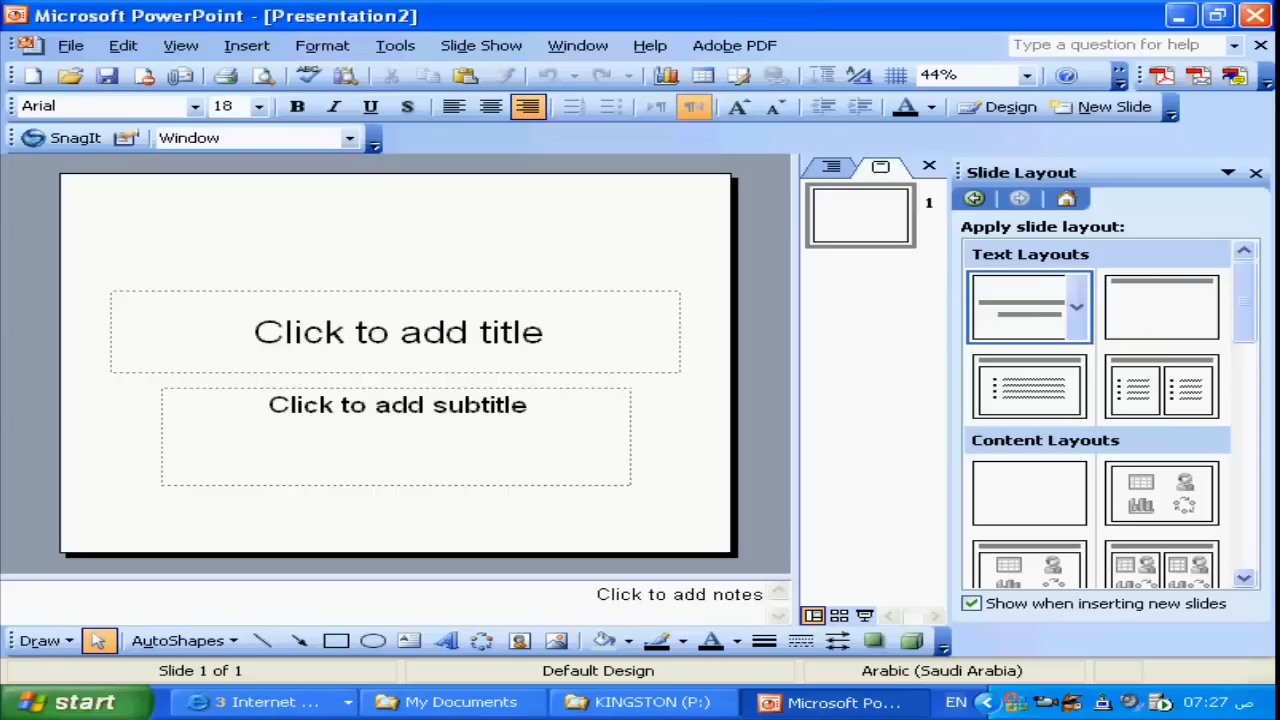 Microsoft PowerPoint - [Presentation2]
File Edit View Insert Format Tools Slide Show Window Help Adobe PDF Type a question for help
44%
Arial 18 B I U S A A A Design New Slide
SnagIt Window
Slide Layout
1
Apply slide layout:
Text Layouts
Click to add title
Click to add subtitle
Content Layouts
Click to add notes
Show when inserting new slides
Draw AutoShapes A
Slide 1 of 1 Default Design Arabic (Saudi Arabia)
start 3 Internet ... My Documents KINGSTON (P:) Microsoft Po... EN 07:27 ص